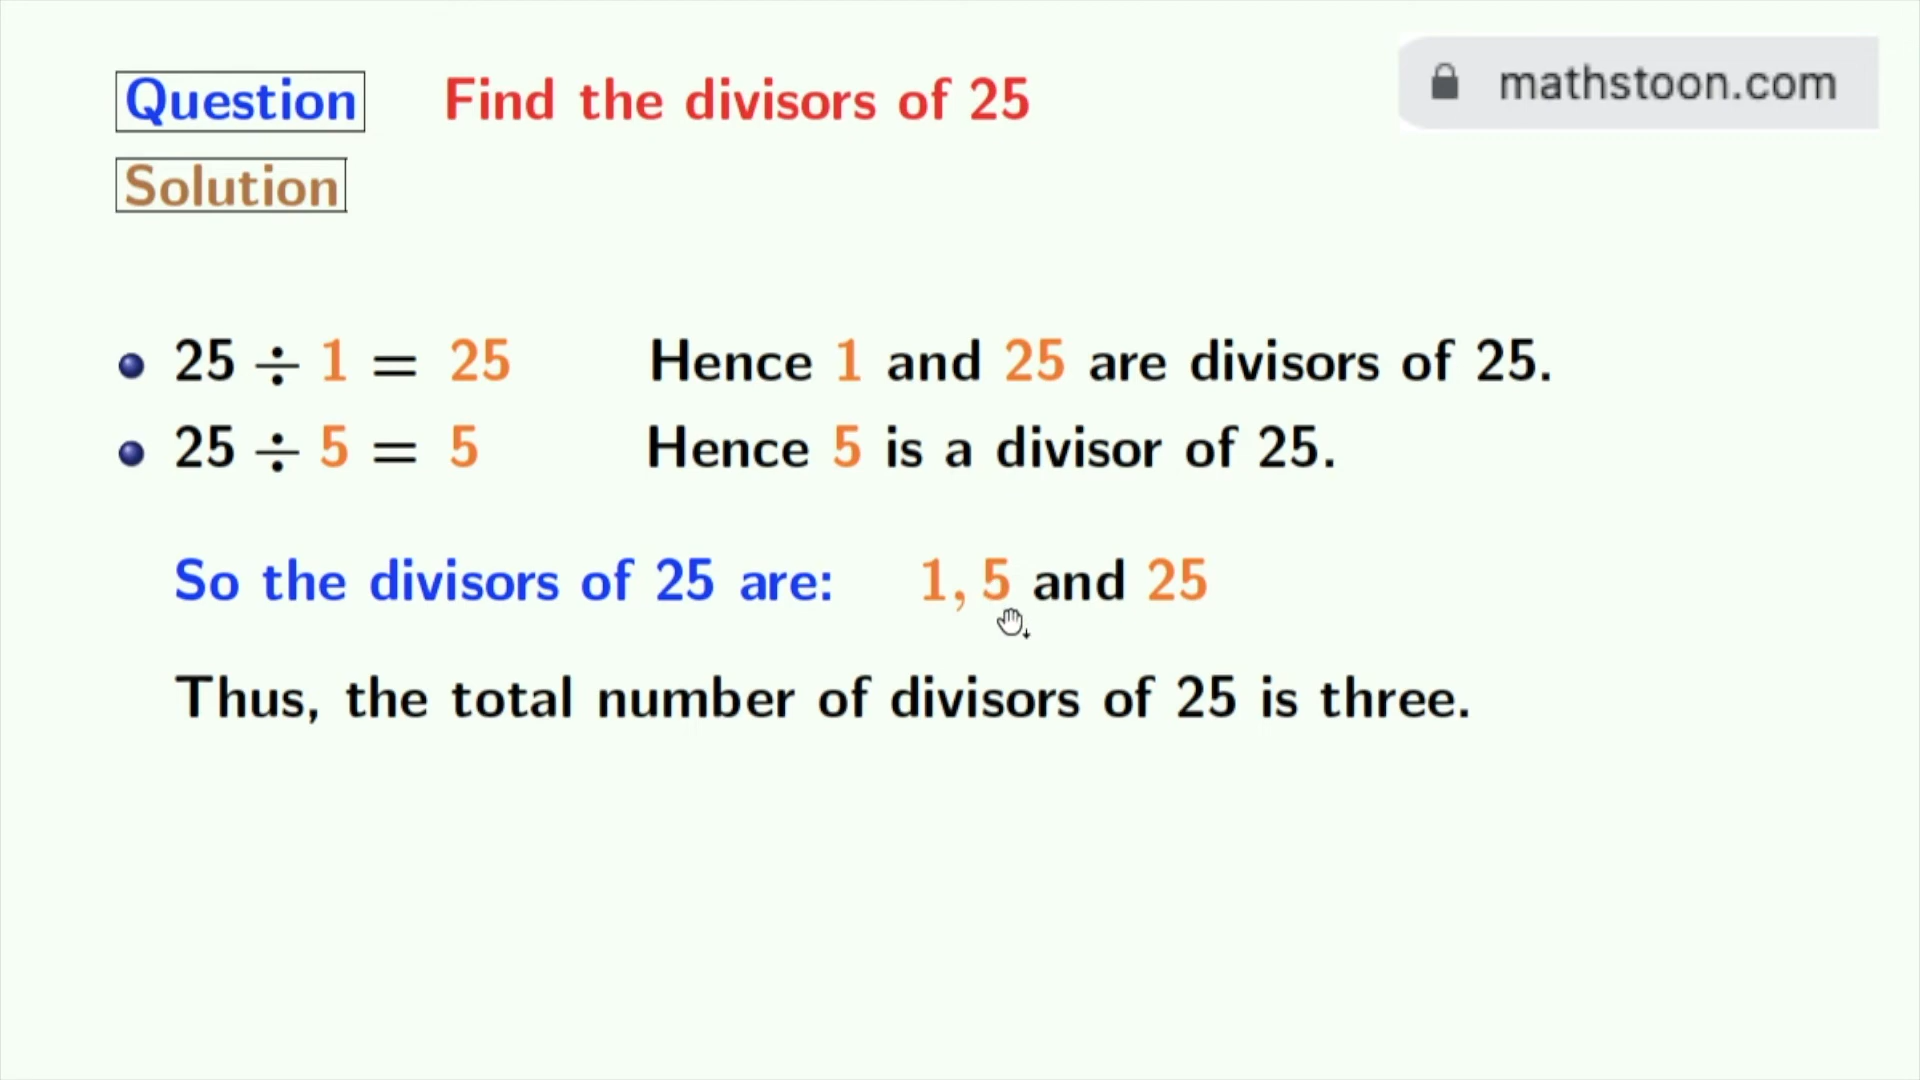 Question Find the divisors of 25
mathstoon.com
Solution
25 ÷ 1 = 25 Hence 1 and 25 are divisors of 25.
25 ÷ 5 = 5 Hence 5 is a divisor of 25.
So the divisors of 25 are: 1, 5 and 25
Thus, the total number of divisors of 25 is three.